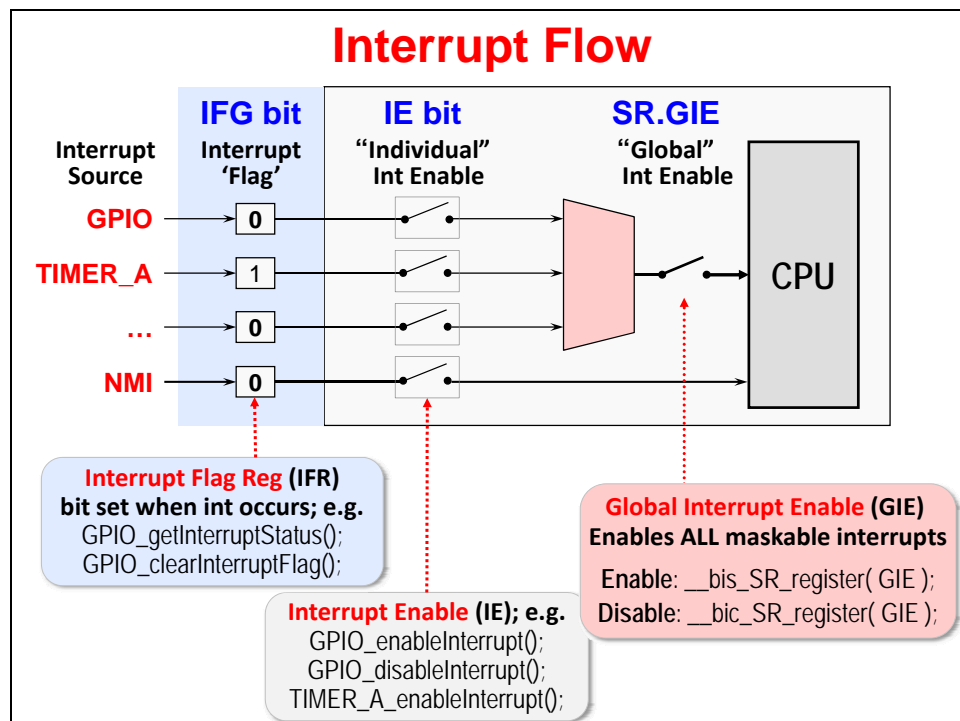 Interrupt Flow
IFG bit
IE bit
SR.GIE
Interrupt
Source
Interrupt
‘Flag’
“Individual”
Int Enable
“Global”
Int Enable
GPIO
0
TIMER_A
1
CPU
…
0
NMI
0
Interrupt Flag Reg (IFR)
bit set when int occurs; e.g.
GPIO_getInterruptStatus();
GPIO_clearInterruptFlag();
Interrupt Enable (IE); e.g.
GPIO_enableInterrupt();
GPIO_disableInterrupt();
TIMER_A_enableInterrupt();
Global Interrupt Enable (GIE)
Enables ALL maskable interrupts
Enable: __bis_SR_register( GIE );
Disable: __bic_SR_register( GIE );